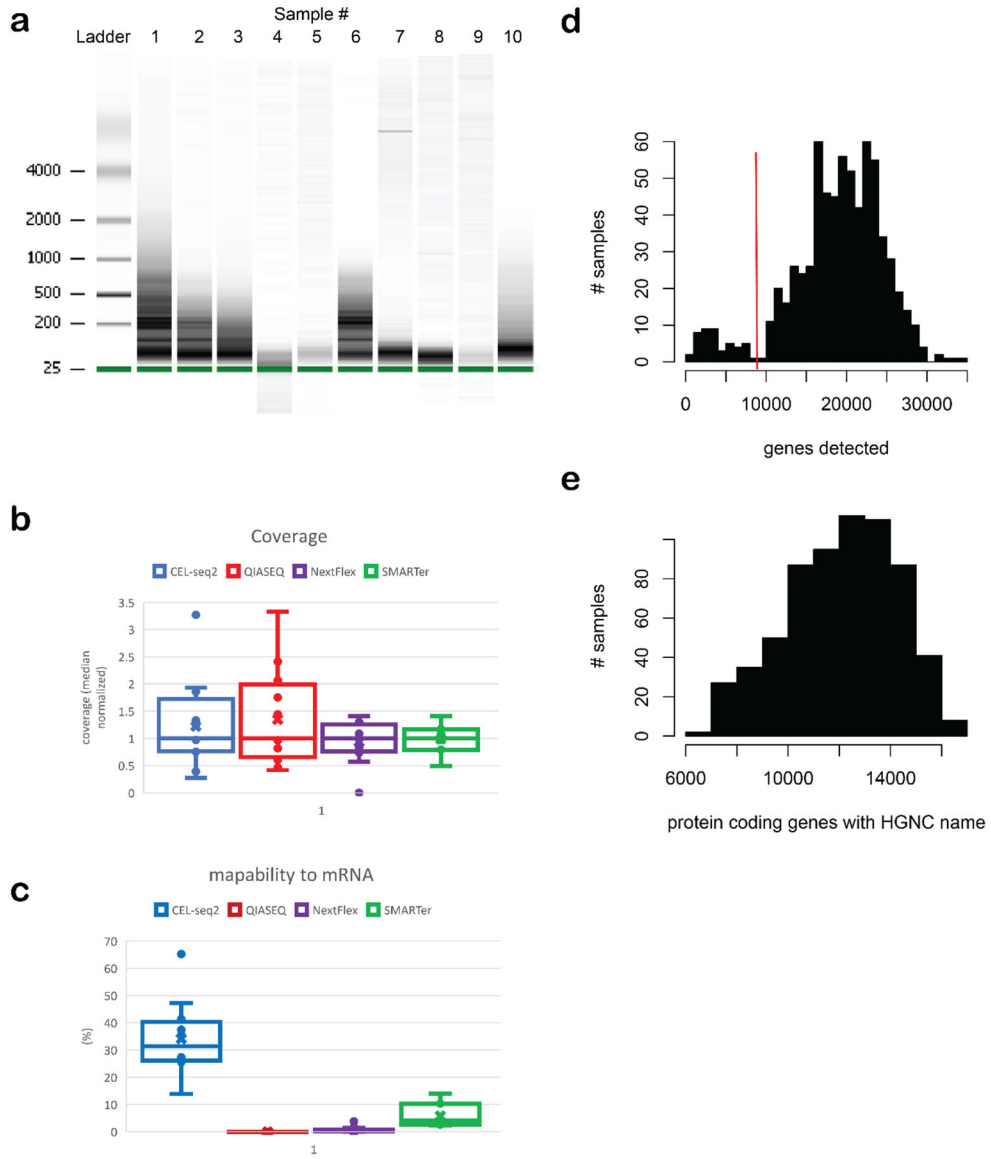 a
Sample #
Ladder 1 2 3 4 5 6 7 8 9 10
4000
2000
1000
500
200
25
b
Coverage
CEL-seq2 QIASEQ NextFlex SMARTer
coverage (median
normalized)
3.5
3
2.5
2
1.5
1
0.5
0
1
c
mapability to mRNA
CEL-seq2 QIASEQ NextFlex SMARTer
(%)
70
60
50
40
30
20
10
0
1
d
# samples
60
50
40
30
20
10
0
0 10000 20000 30000
genes detected
e
# samples
80
60
40
20
0
6000 10000 14000
protein coding genes with HGNC name